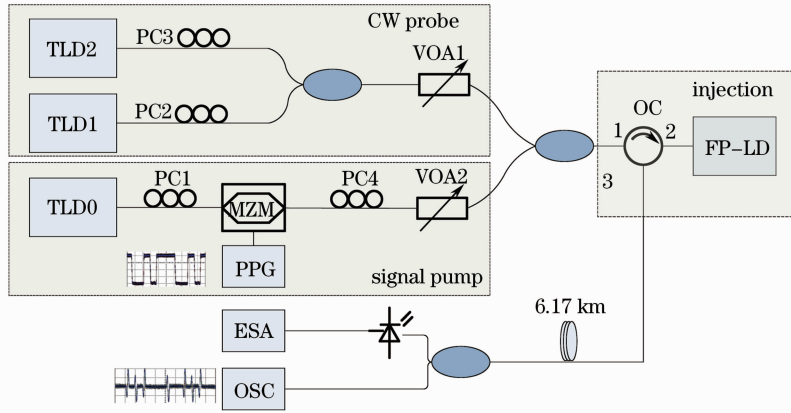 CW probe
TLD2
PC3
VOA1
TLD1
PC2
injection
OC
1
2
FP-LD
3
TLD0
PC1
MZM
PC4
VOA2
PPG
signal pump
6.17 km
ESA
OSC